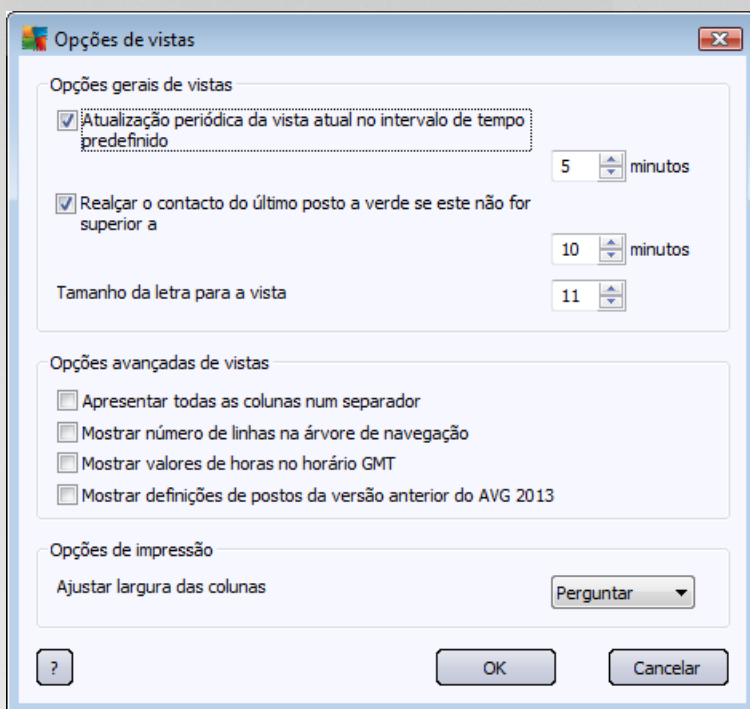 Opções de vistas
Opções gerais de vistas
Atualização periódica da vista atual no intervalo de tempo
predefinido
5 minutos
Realçar o contacto do último posto a verde se este não for
superior a
10 minutos
Tamanho da letra para a vista 11
Opções avançadas de vistas
Apresentar todas as colunas num separador
Mostrar número de linhas na árvore de navegação
Mostrar valores de horas no horário GMT
Mostrar definições de postos da versão anterior do AVG 2013
Opções de impressão
Ajustar largura das colunas Perguntar
? OK Cancelar